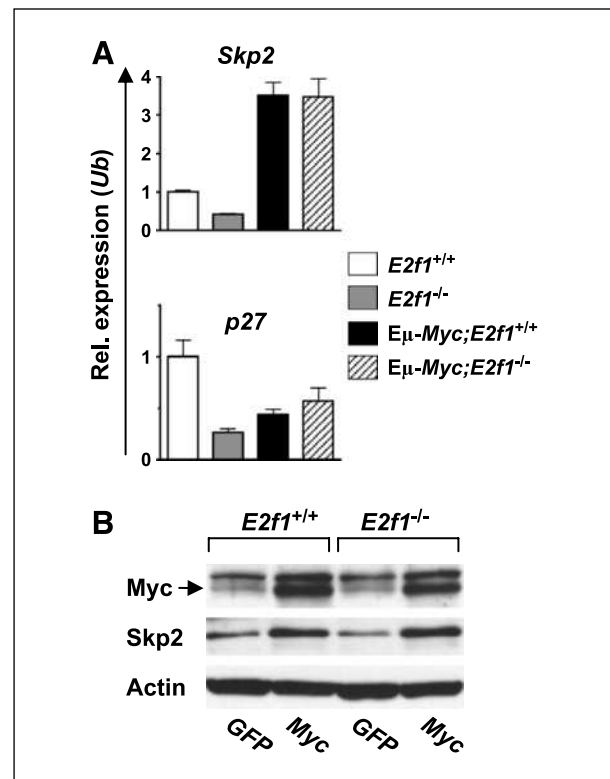 A
Skp2
Rel. expression (Ub)
4
3
2
1
0
E2f1+/+
E2f1-/-
Eμ-Myc;E2f1+/+
Eμ-Myc;E2f1-/-
p27
1
0
B
E2f1+/+ E2f1-/-
Myc
Skp2
Actin
GFP Myc GFP Myc